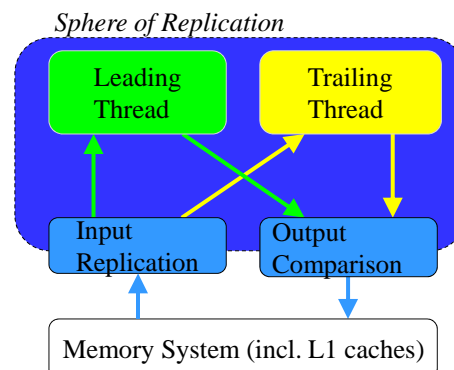 Sphere of Replication
Leading
Thread
Trailing
Thread
Input
Replication
Output
Comparison
Memory System (incl. L1 caches)